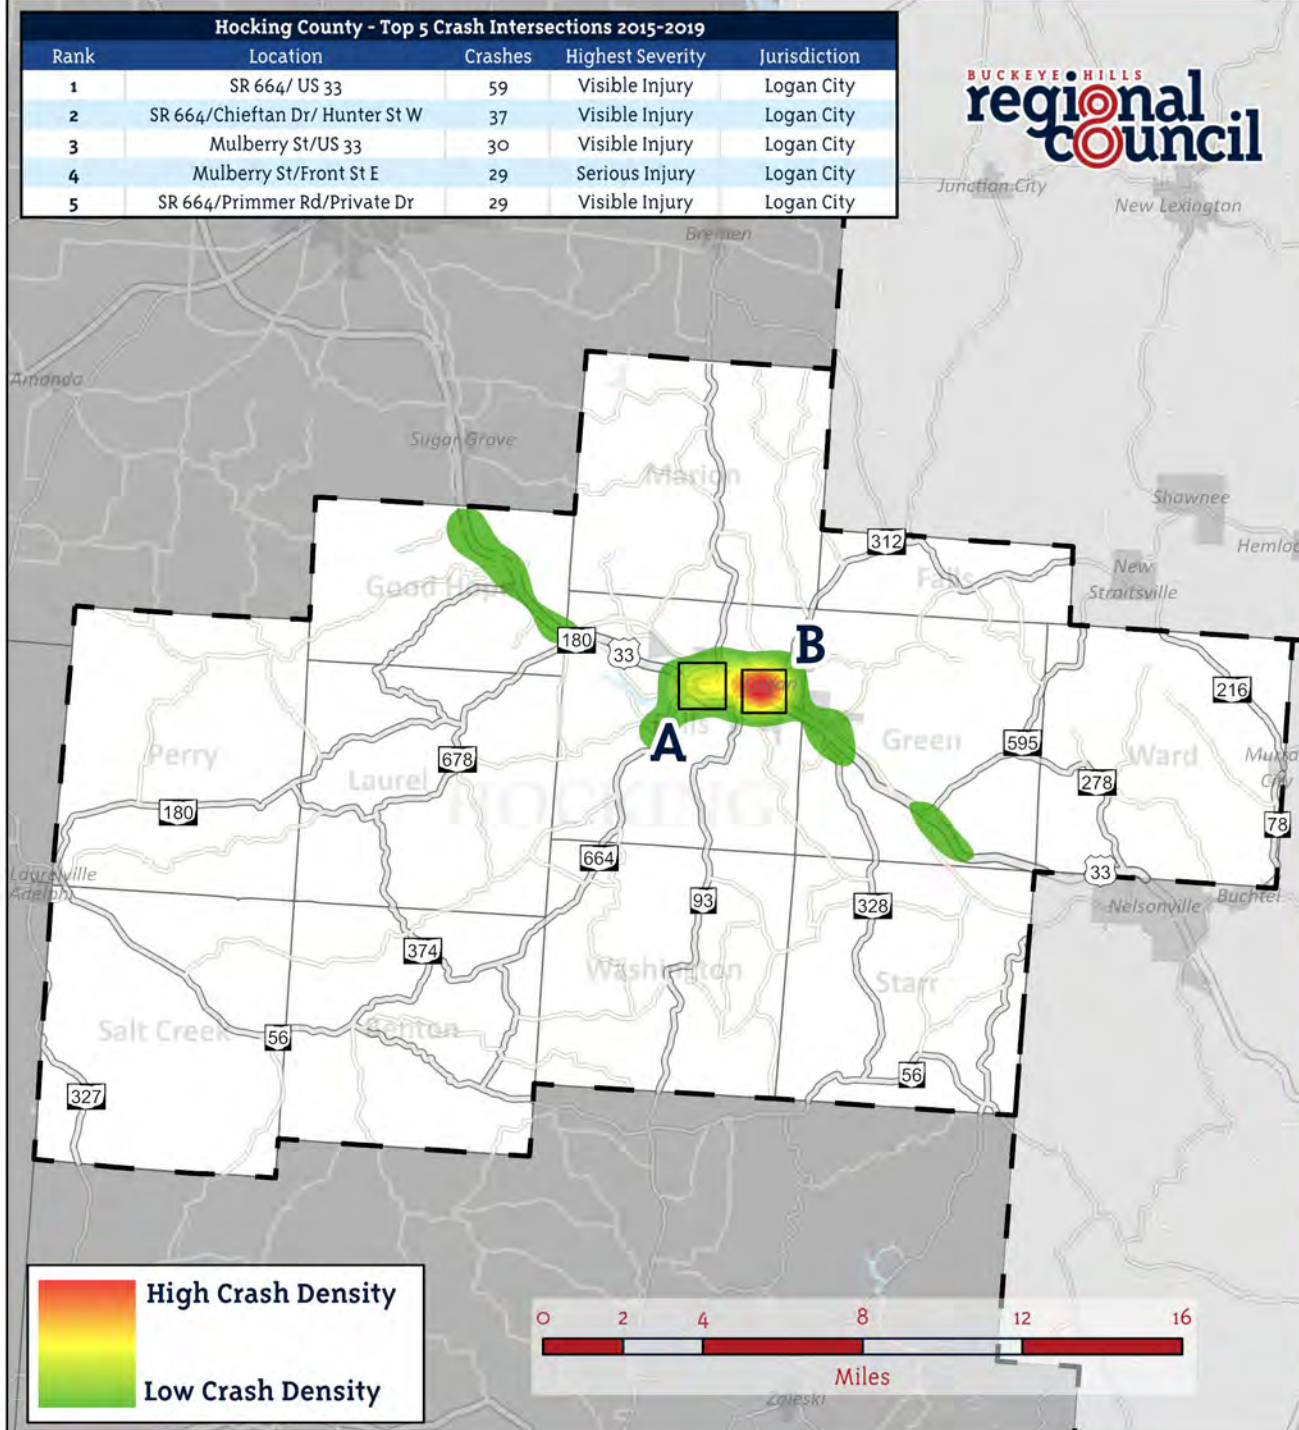 Hocking County - Top 5 Crash Intersections 2015-2019
Rank Location Crashes Highest Severity Jurisdiction
1 SR 664/ US 33 59 Visible Injury Logan City
2 SR 664/Chieftan Dr/ Hunter St W 37 Visible Injury Logan City
3 Mulberry St/US 33 30 Visible Injury Logan City
4 Mulberry St/Front St E 29 Serious Injury Logan City
5 SR 664/Primmer Rd/Private Dr 29 Visible Injury Logan City
BUCKEYE HILLS
regional
council
Junction City
New Lexington
Bremen
Amanda
Sugar Grove
Marion
Shawnee
312
Hemloc
New
Straitsville
Falls
Good Hope
180
33
B
Logan
216
Falls
A
Green
595
Ward
Murra
City
Perry
678
Laurel
278
HOCKING
180
78
664
33
Laurelville
Adelphi
93
328
Nelsonville
Buchtel
374
Washington
Starr
Salt Creek
56
Benton
56
327
High Crash Density
Low Crash Density
0 2 4 8 12 16
Miles
Zaleski